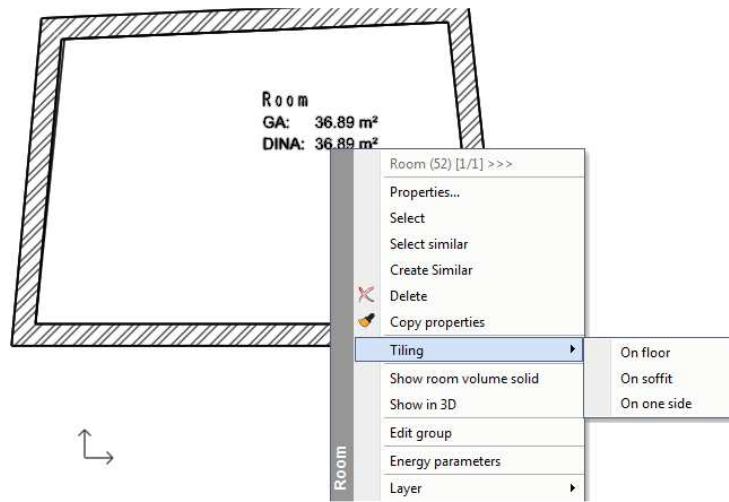 Room
GA: 36.89 m²
DINA: 36.89 m²
Room (52) [1/1] >>>
Properties...
Select
Select similar
Create Similar
Delete
Copy properties
Tiling
On floor
On soffit
On one side
Show room volume solid
Show in 3D
Edit group
Energy parameters
Layer
Room